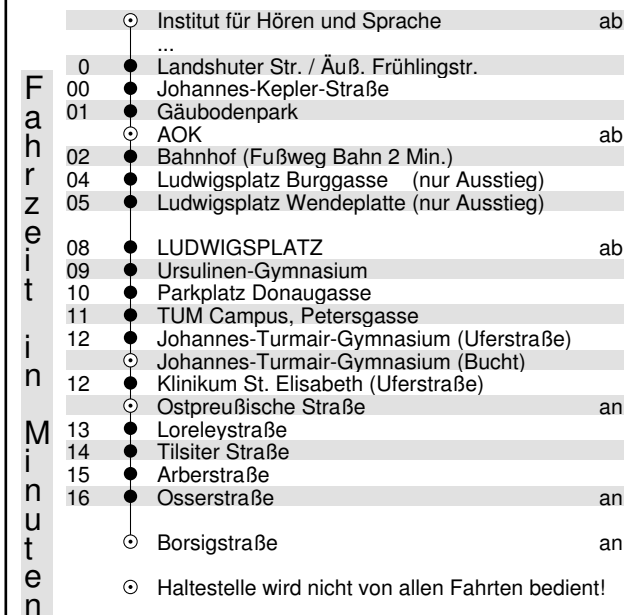 Fahrzeit in Minuten
Institut für Hören und Sprache ab
...
0 Landshuter Str. / Äuß. Frühlingstr.
00 Johannes-Kepler-Straße
01 Gäubodenpark
AOK ab
02 Bahnhof (Fußweg Bahn 2 Min.)
04 Ludwigsplatz Burggasse (nur Ausstieg)
05 Ludwigsplatz Wendeplatte (nur Ausstieg)
08 LUDWIGSPLATZ ab
09 Ursulinen-Gymnasium
10 Parkplatz Donaugasse
11 TUM Campus, Petersgasse
12 Johannes-Turmair-Gymnasium (Uferstraße)
Johannes-Turmair-Gymnasium (Bucht)
12 Klinikum St. Elisabeth (Uferstraße)
Ostpreußische Straße an
13 Loreleystraße
14 Tilsiter Straße
15 Arberstraße
16 Osserstraße an
Borsigstraße an
Haltestelle wird nicht von allen Fahrten bedient!